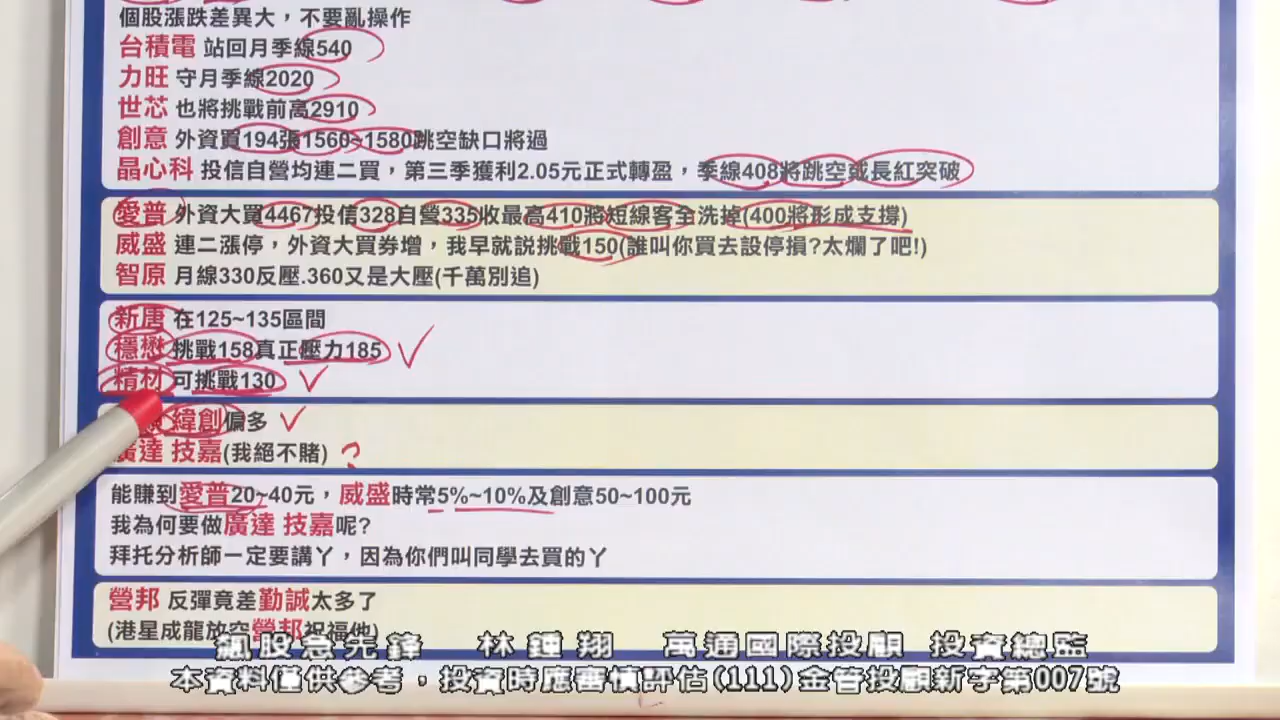 個股漲跌差異大，不要亂操作
台積電 站回月季線540
力旺 守月季線2020
世芯 也將挑戰前高2910
創意 外資買194張1560~1580跳空缺口將過
晶心科 投信自營均連二買，第三季獲利2.05元正式轉盈，季線408將跳空或長紅突破
愛普 外資大買4467投信328自營335收最高410將短線客全洗掉(400將形成支撐)
威盛 連二漲停，外資大買券增，我早就説挑戰150(誰叫你買去設停損?太爛了吧!)
智原 月線330反壓.360又是大壓(千萬別追)
新唐 在125~135區間
穩懋 挑戰158真正壓力185
精材 可挑戰130
緯創偏多
廣達 技嘉(我絕不賭)
能賺到愛普20~40元，威盛時常5%~10%及創意50~100元
我為何要做廣達 技嘉呢?
拜托分析師一定要講丫，因為你們叫同學去買的丫
營邦 反彈竟差勤誠太多了
(港星成龍放空營邦祝福他)
飆股急先鋒 林鍾翔 萬通國際投顧 投資總監
本資料僅供參考，投資時應審慎評估(111)金管投顧新字第007號